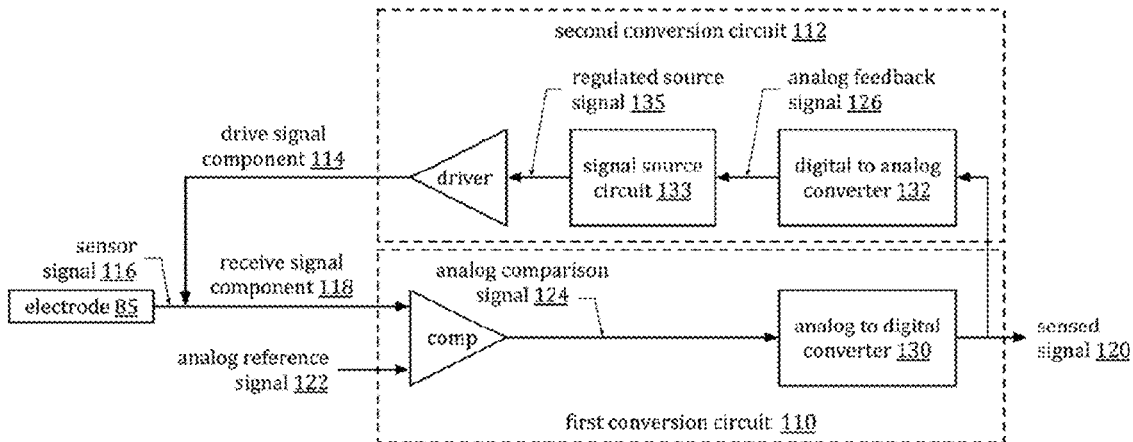 second conversion circuit 112
regulated source
signal 135
analog feedback
signal 126
drive signal
component 114
driver
signal source
circuit 133
digital to analog
converter 132
sensor
signal 116
receive signal
component 118
analog comparison
signal 124
electrode 85
comp
analog to digital
converter 130
sensed
signal 120
analog reference
signal 122
first conversion circuit 110